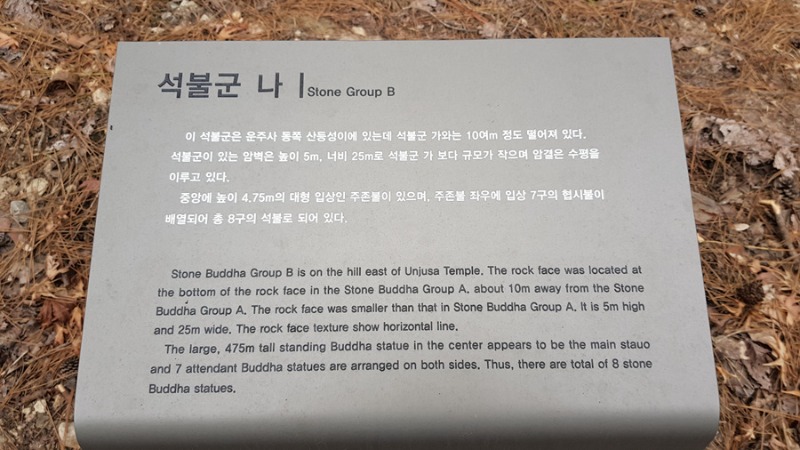 석불군 나 | Stone Group B
이 석불군은 운주사 동쪽 산등성이에 있는데 석불군 가와는 10여m 정도 떨어져 있다.
석불군이 있는 암벽은 높이 5m, 너비 25m로 석불군 가 보다 규모가 작으며 암결은 수평을
이루고 있다.
중앙에 높이 4.75m의 대형 입상인 주존불이 있으며, 주존불 좌우에 입상 7구의 협시불이
배열되어 총 8구의 석불로 되어 있다.
Stone Buddha Group B is on the hill east of Unjusa Temple. The rock face was located at
the bottom of the rock face in the Stone Buddha Group A, about 10m away from the Stone
Buddha Group A. The rock face was smaller than that in Stone Buddha Group A. It is 5m high
and 25m wide. The rock face texture show horizontal line.
The large, 475m tall standing Buddha statue in the center appears to be the main stauo
and 7 attendant Buddha statues are arranged on both sides. Thus, there are total of 8 stone
Buddha statues.